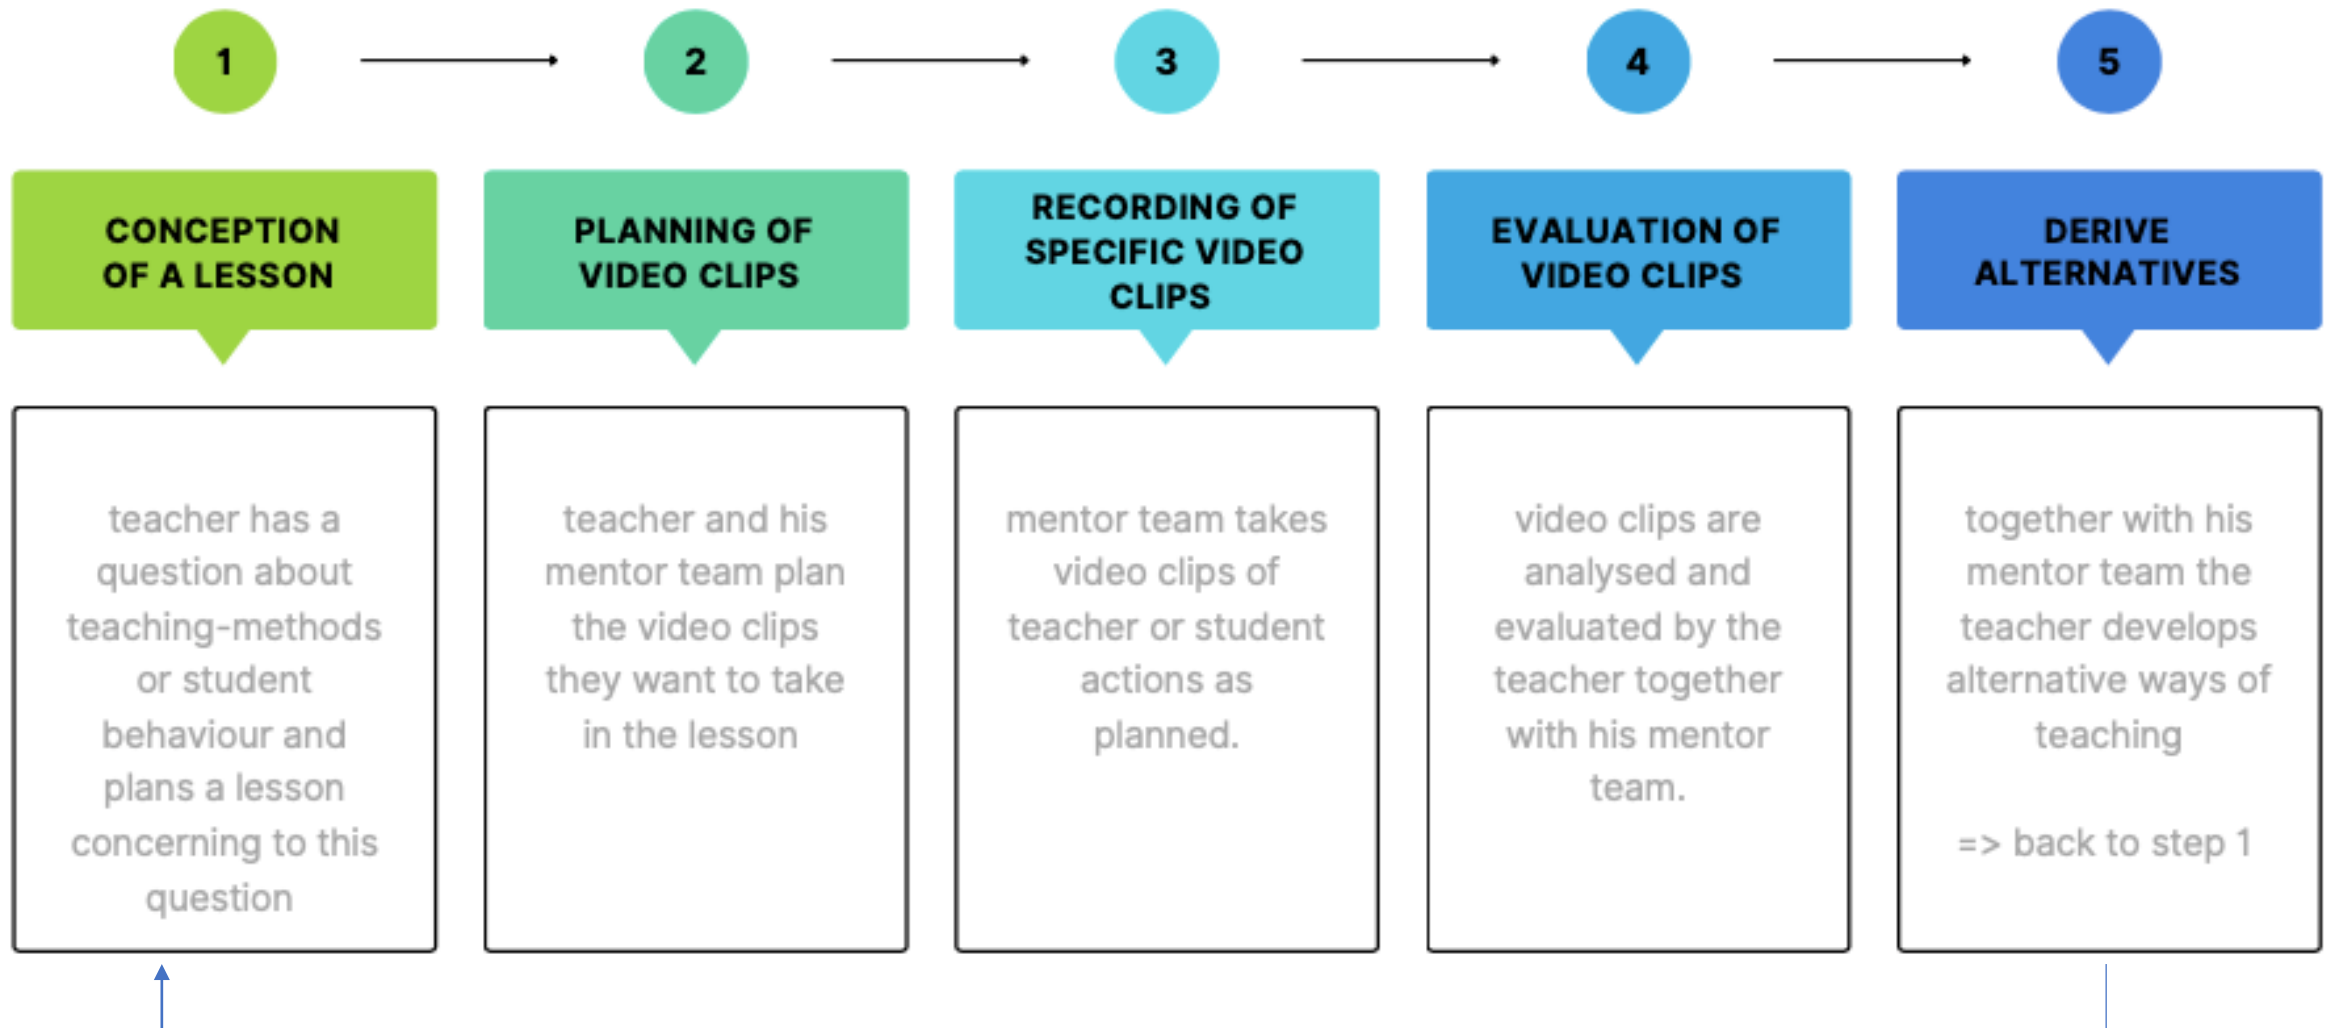 1
2
3
4
5
CONCEPTION
OF A LESSON
PLANNING OF
VIDEO CLIPS
RECORDING OF
SPECIFIC VIDEO
CLIPS
EVALUATION OF
VIDEO CLIPS
DERIVE
ALTERNATIVES
teacher has a
question about
teaching-methods
or student
behaviour and
plans a lesson
concerning to this
question
teacher and his
mentor team plan
the video clips
they want to take
in the lesson
mentor team takes
video clips of
teacher or student
actions as
planned.
video clips are
analysed and
evaluated by the
teacher together
with his mentor
team.
together with his
mentor team the
teacher develops
alternative ways of
teaching
=> back to step 1